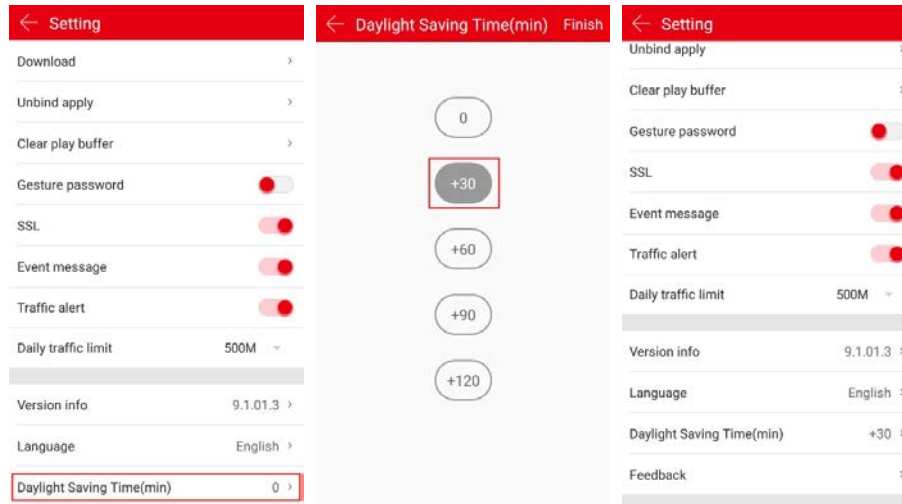 Setting
Download
Unbind apply
Clear play buffer
Gesture password
SSL
Event message
Traffic alert
Daily traffic limit 500M
Version info 9.1.01.3
Language English
Daylight Saving Time(min) 0
Daylight Saving Time(min) Finish
0
+30
+60
+90
+120
Setting
Unbind apply
Clear play buffer
Gesture password
SSL
Event message
Traffic alert
Daily traffic limit 500M
Version info 9.1.01.3
Language English
Daylight Saving Time(min) +30
Feedback